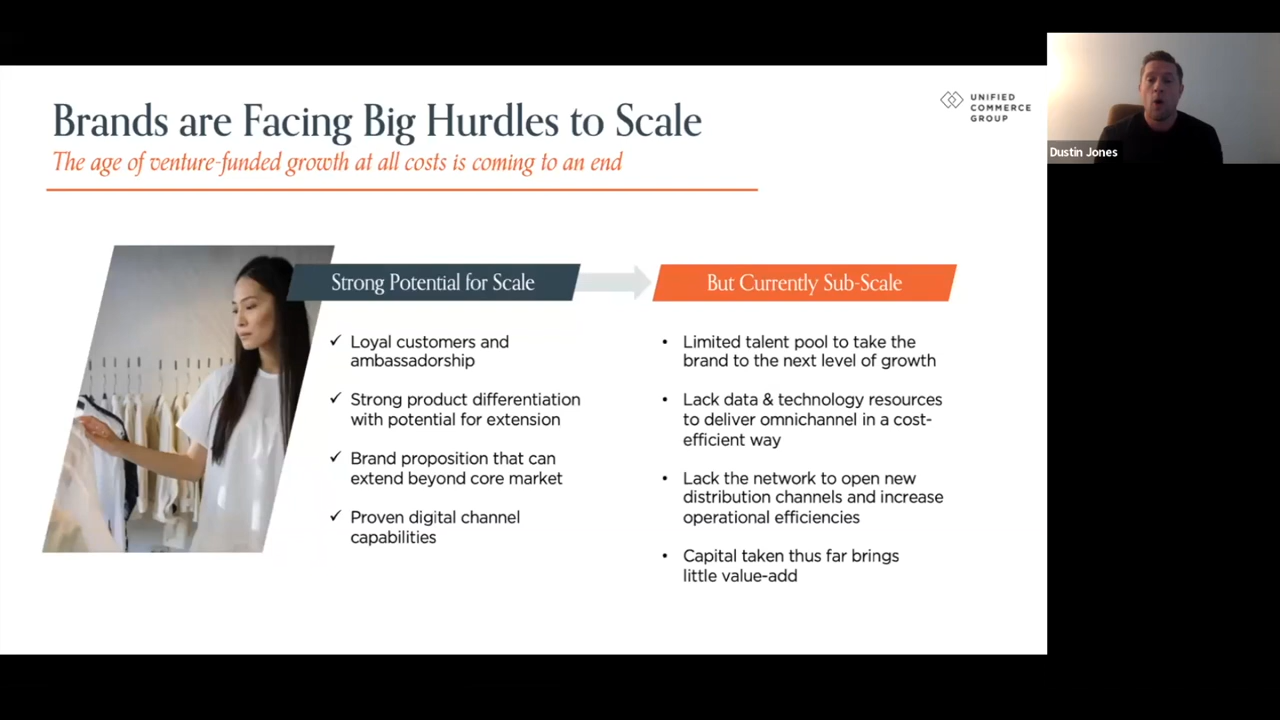 Brands are Facing Big Hurdles to Scale
The age of venture-funded growth at all costs is coming to an end
UNIFIED
COMMERCE
GROUP
Dustin Jones
Strong Potential for Scale
✓ Loyal customers and
ambassadorship
✓ Strong product differentiation
with potential for extension
✓ Brand proposition that can
extend beyond core market
✓ Proven digital channel
capabilities
But Currently Sub-Scale
• Limited talent pool to take the
brand to the next level of growth
• Lack data & technology resources
to deliver omnichannel in a cost-
efficient way
• Lack the network to open new
distribution channels and increase
operational efficiencies
• Capital taken thus far brings
little value-add